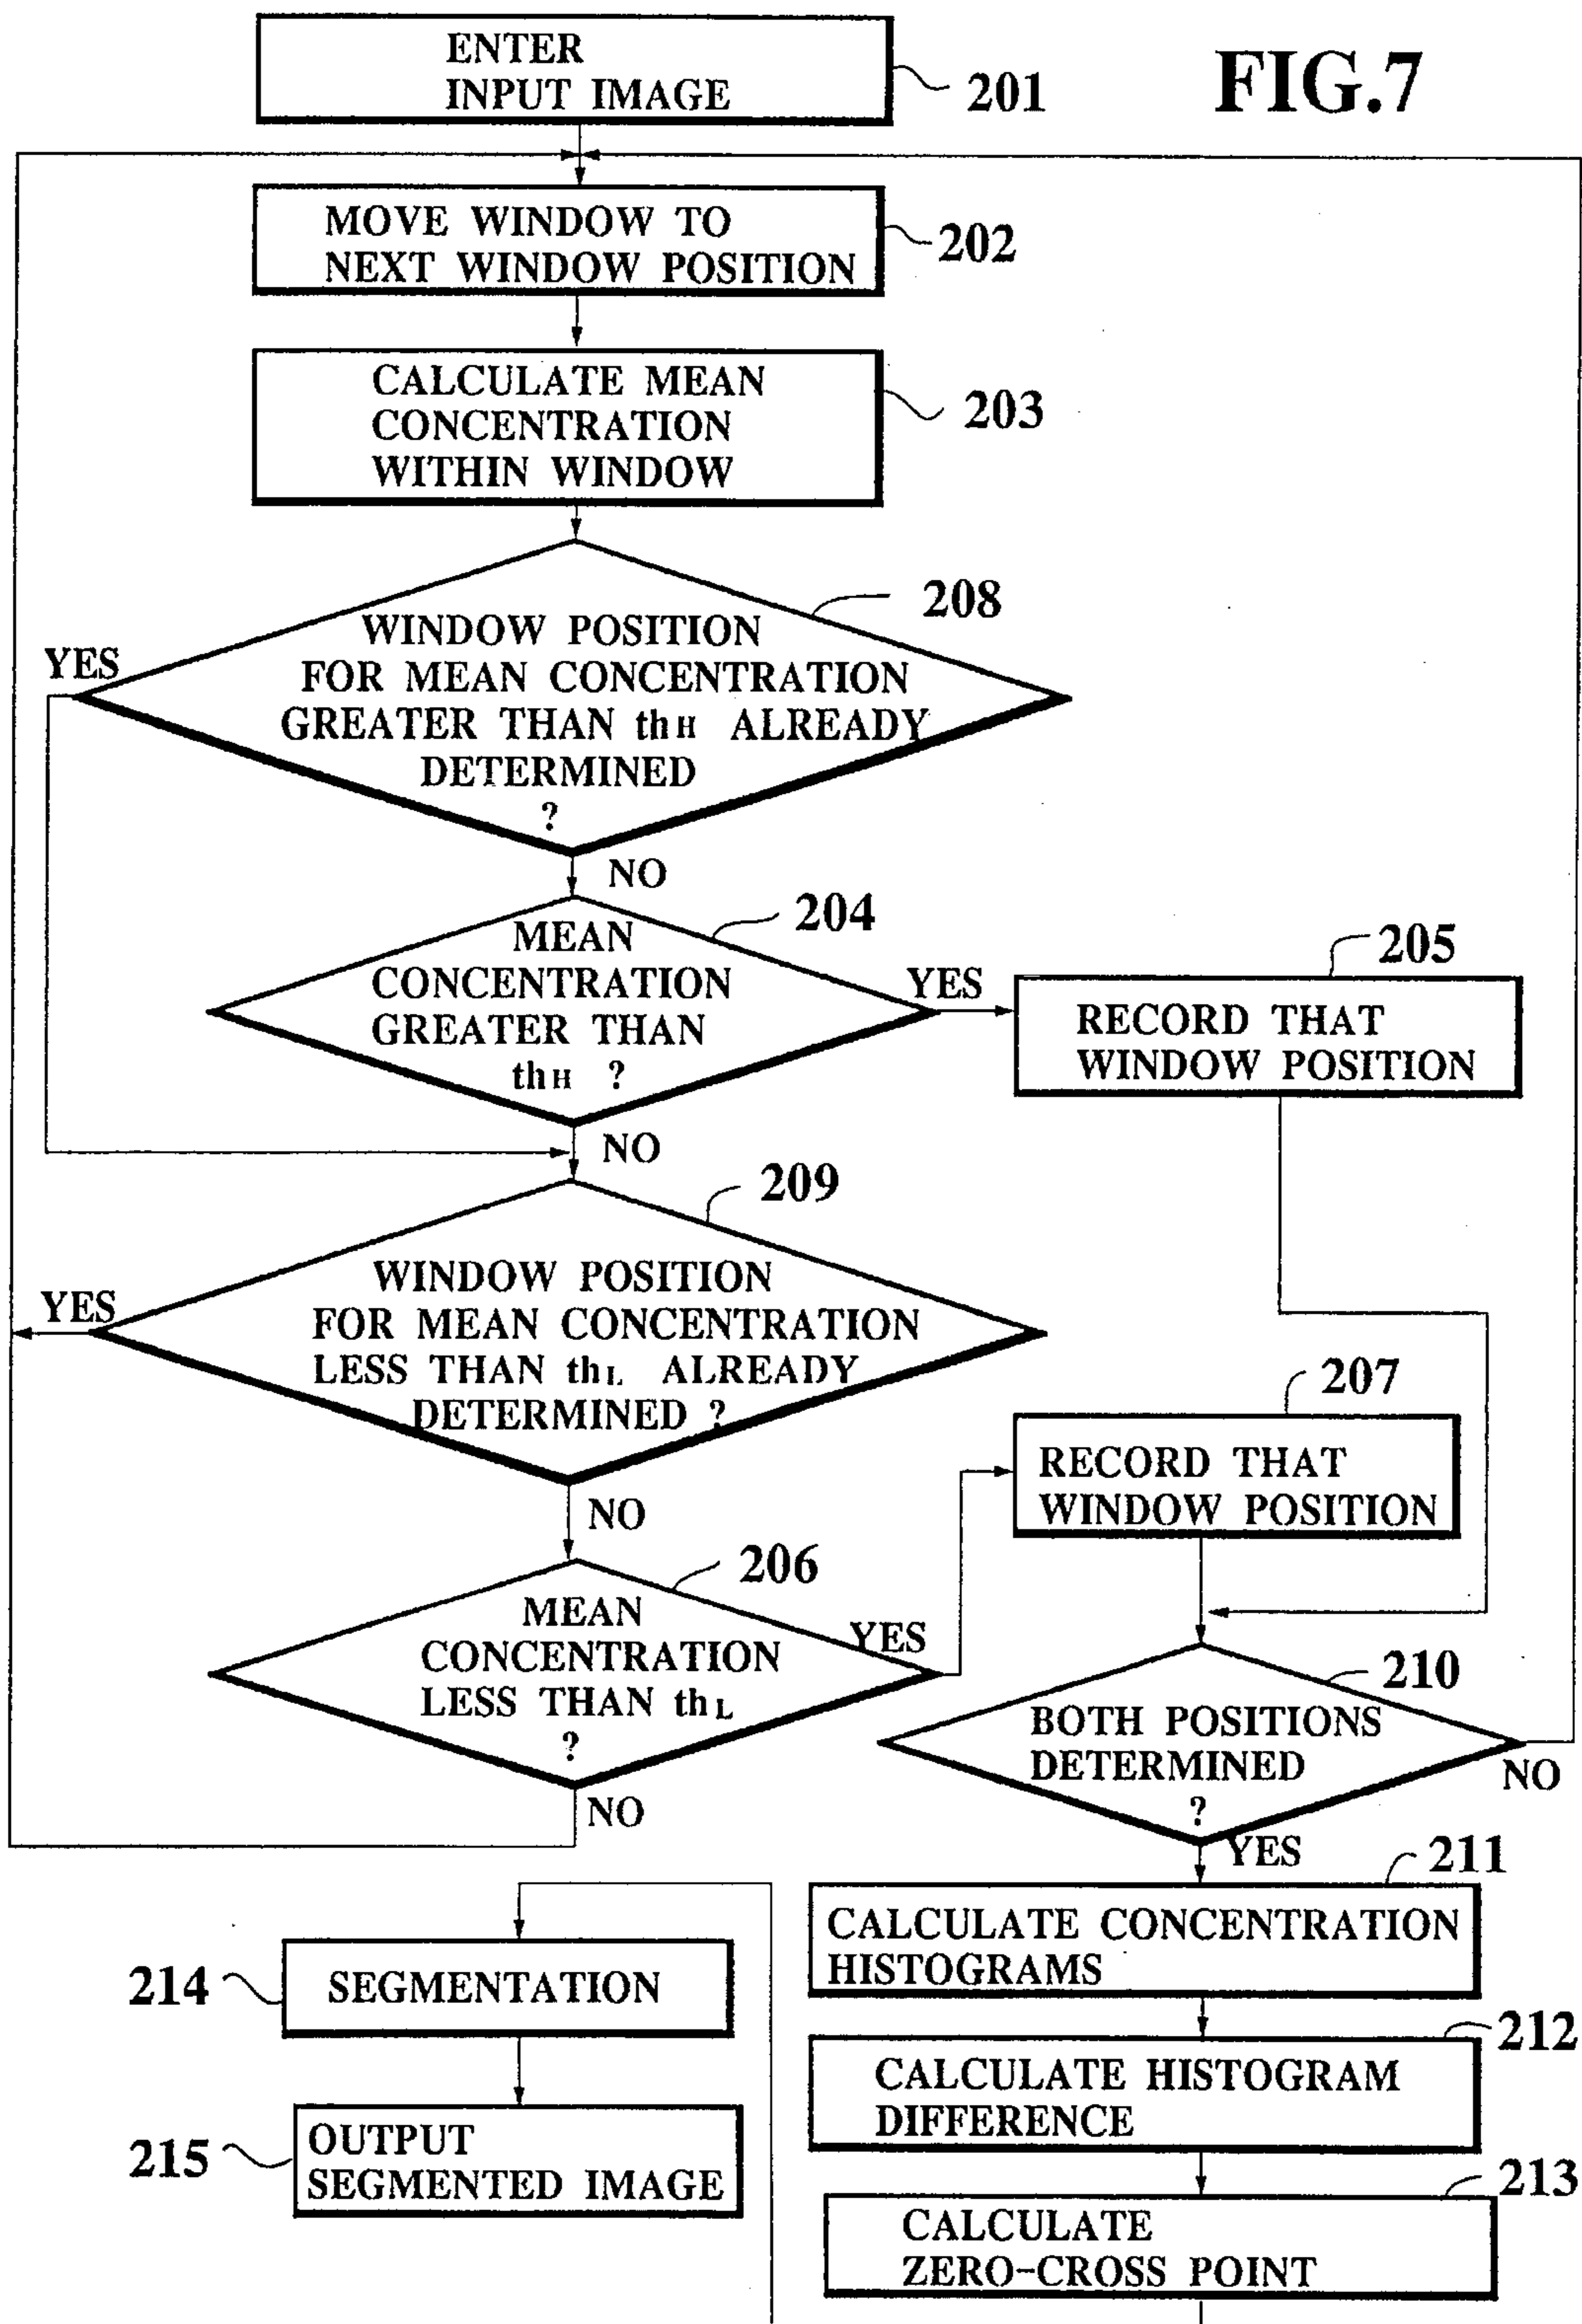 FIG.7
ENTER
INPUT IMAGE
201
MOVE WINDOW TO
NEXT WINDOW POSITION
202
CALCULATE MEAN
CONCENTRATION
WITHIN WINDOW
203
208
WINDOW POSITION
FOR MEAN CONCENTRATION
GREATER THAN thH ALREADY
DETERMINED
?
YES
NO
204
MEAN
CONCENTRATION
GREATER THAN
thH ?
YES
205
RECORD THAT
WINDOW POSITION
NO
209
WINDOW POSITION
FOR MEAN CONCENTRATION
LESS THAN thL ALREADY
DETERMINED ?
YES
NO
207
RECORD THAT
WINDOW POSITION
206
MEAN
CONCENTRATION
LESS THAN thL
?
YES
NO
210
BOTH POSITIONS
DETERMINED
?
NO
YES
211
CALCULATE CONCENTRATION
HISTOGRAMS
212
CALCULATE HISTOGRAM
DIFFERENCE
213
CALCULATE
ZERO-CROSS POINT
214
SEGMENTATION
215
OUTPUT
SEGMENTED IMAGE